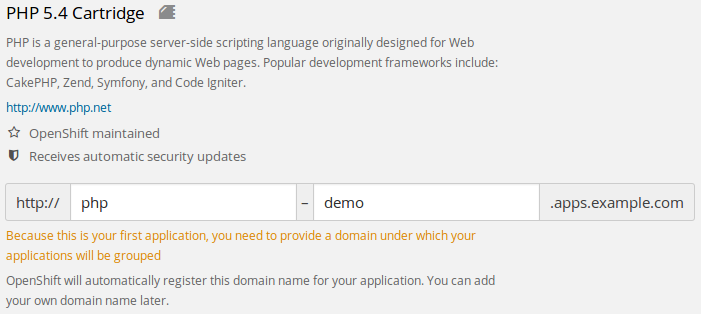 PHP 5.4 Cartridge
PHP is a general-purpose server-side scripting language originally designed for Web
development to produce dynamic Web pages. Popular development frameworks include:
CakePHP, Zend, Symfony, and Code Igniter.
http://www.php.net
OpenShift maintained
Receives automatic security updates
http:// php – demo .apps.example.com
Because this is your first application, you need to provide a domain under which your
applications will be grouped
OpenShift will automatically register this domain name for your application. You can add
your own domain name later.